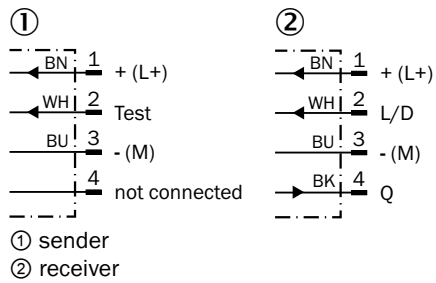 ① ②
BN 1 + (L+)
WH 2 Test
BU 3 - (M)
4 not connected
BN 1 + (L+)
WH 2 L/D
BU 3 - (M)
BK 4 Q
① sender
② receiver